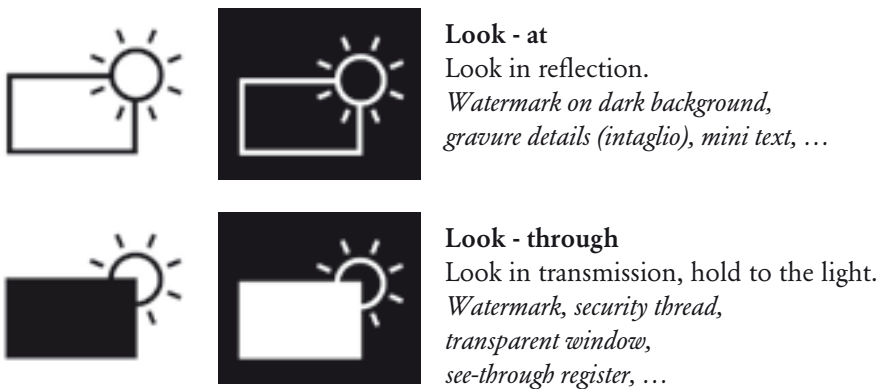 Look - at
Look in reflection.
Watermark on dark background,
gravure details (intaglio), mini text, …
Look - through
Look in transmission, hold to the light.
Watermark, security thread,
transparent window,
see-through register, …